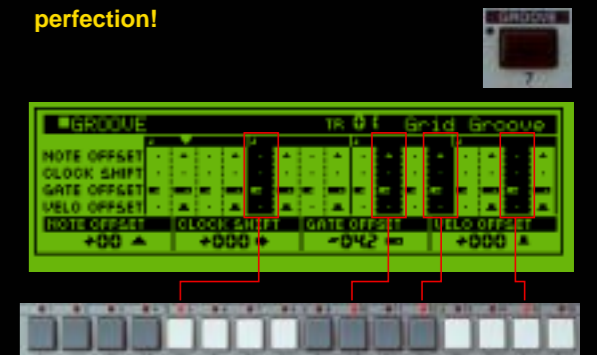 perfection!
GROOVE
7
GROOVE TR 01 Grid Groove
NOTE OFFSET
CLOCK SHIFT
GATE OFFSET
VELO OFFSET
NOTE OFFSET CLOCK SHIFT GATE OFFSET VELO OFFSET
+00 +000 -042 +000